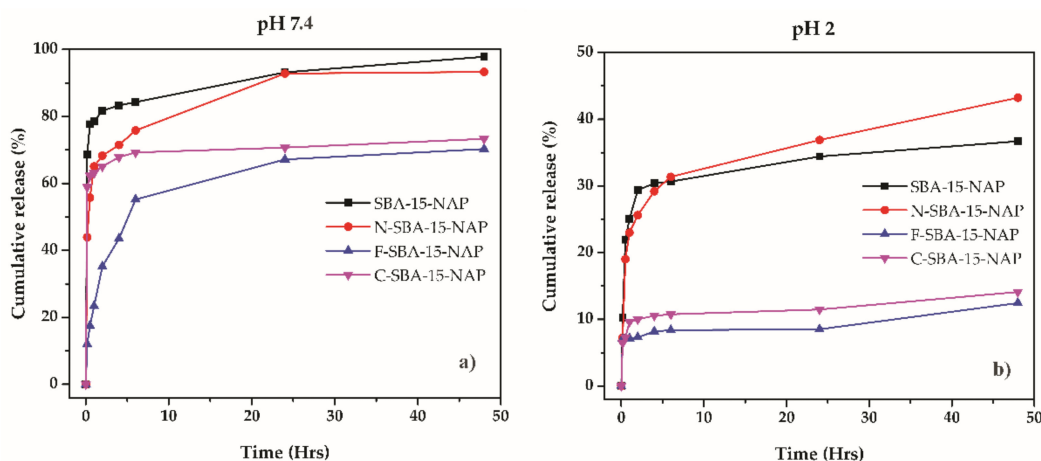 pH 7.4
100
80
60
40
20
0
Cumulative release (%)
SBA-15-NAP
N-SBA-15-NAP
F-SBA-15-NAP
C-SBA-15-NAP
a)
0
10
20
30
40
50
Time (Hrs)
pH 2
50
40
30
20
10
0
Cumulative release (%)
SBA-15-NAP
N-SBA-15-NAP
F-SBA-15-NAP
C-SBA-15-NAP
b)
0
10
20
30
40
50
Time (Hrs)